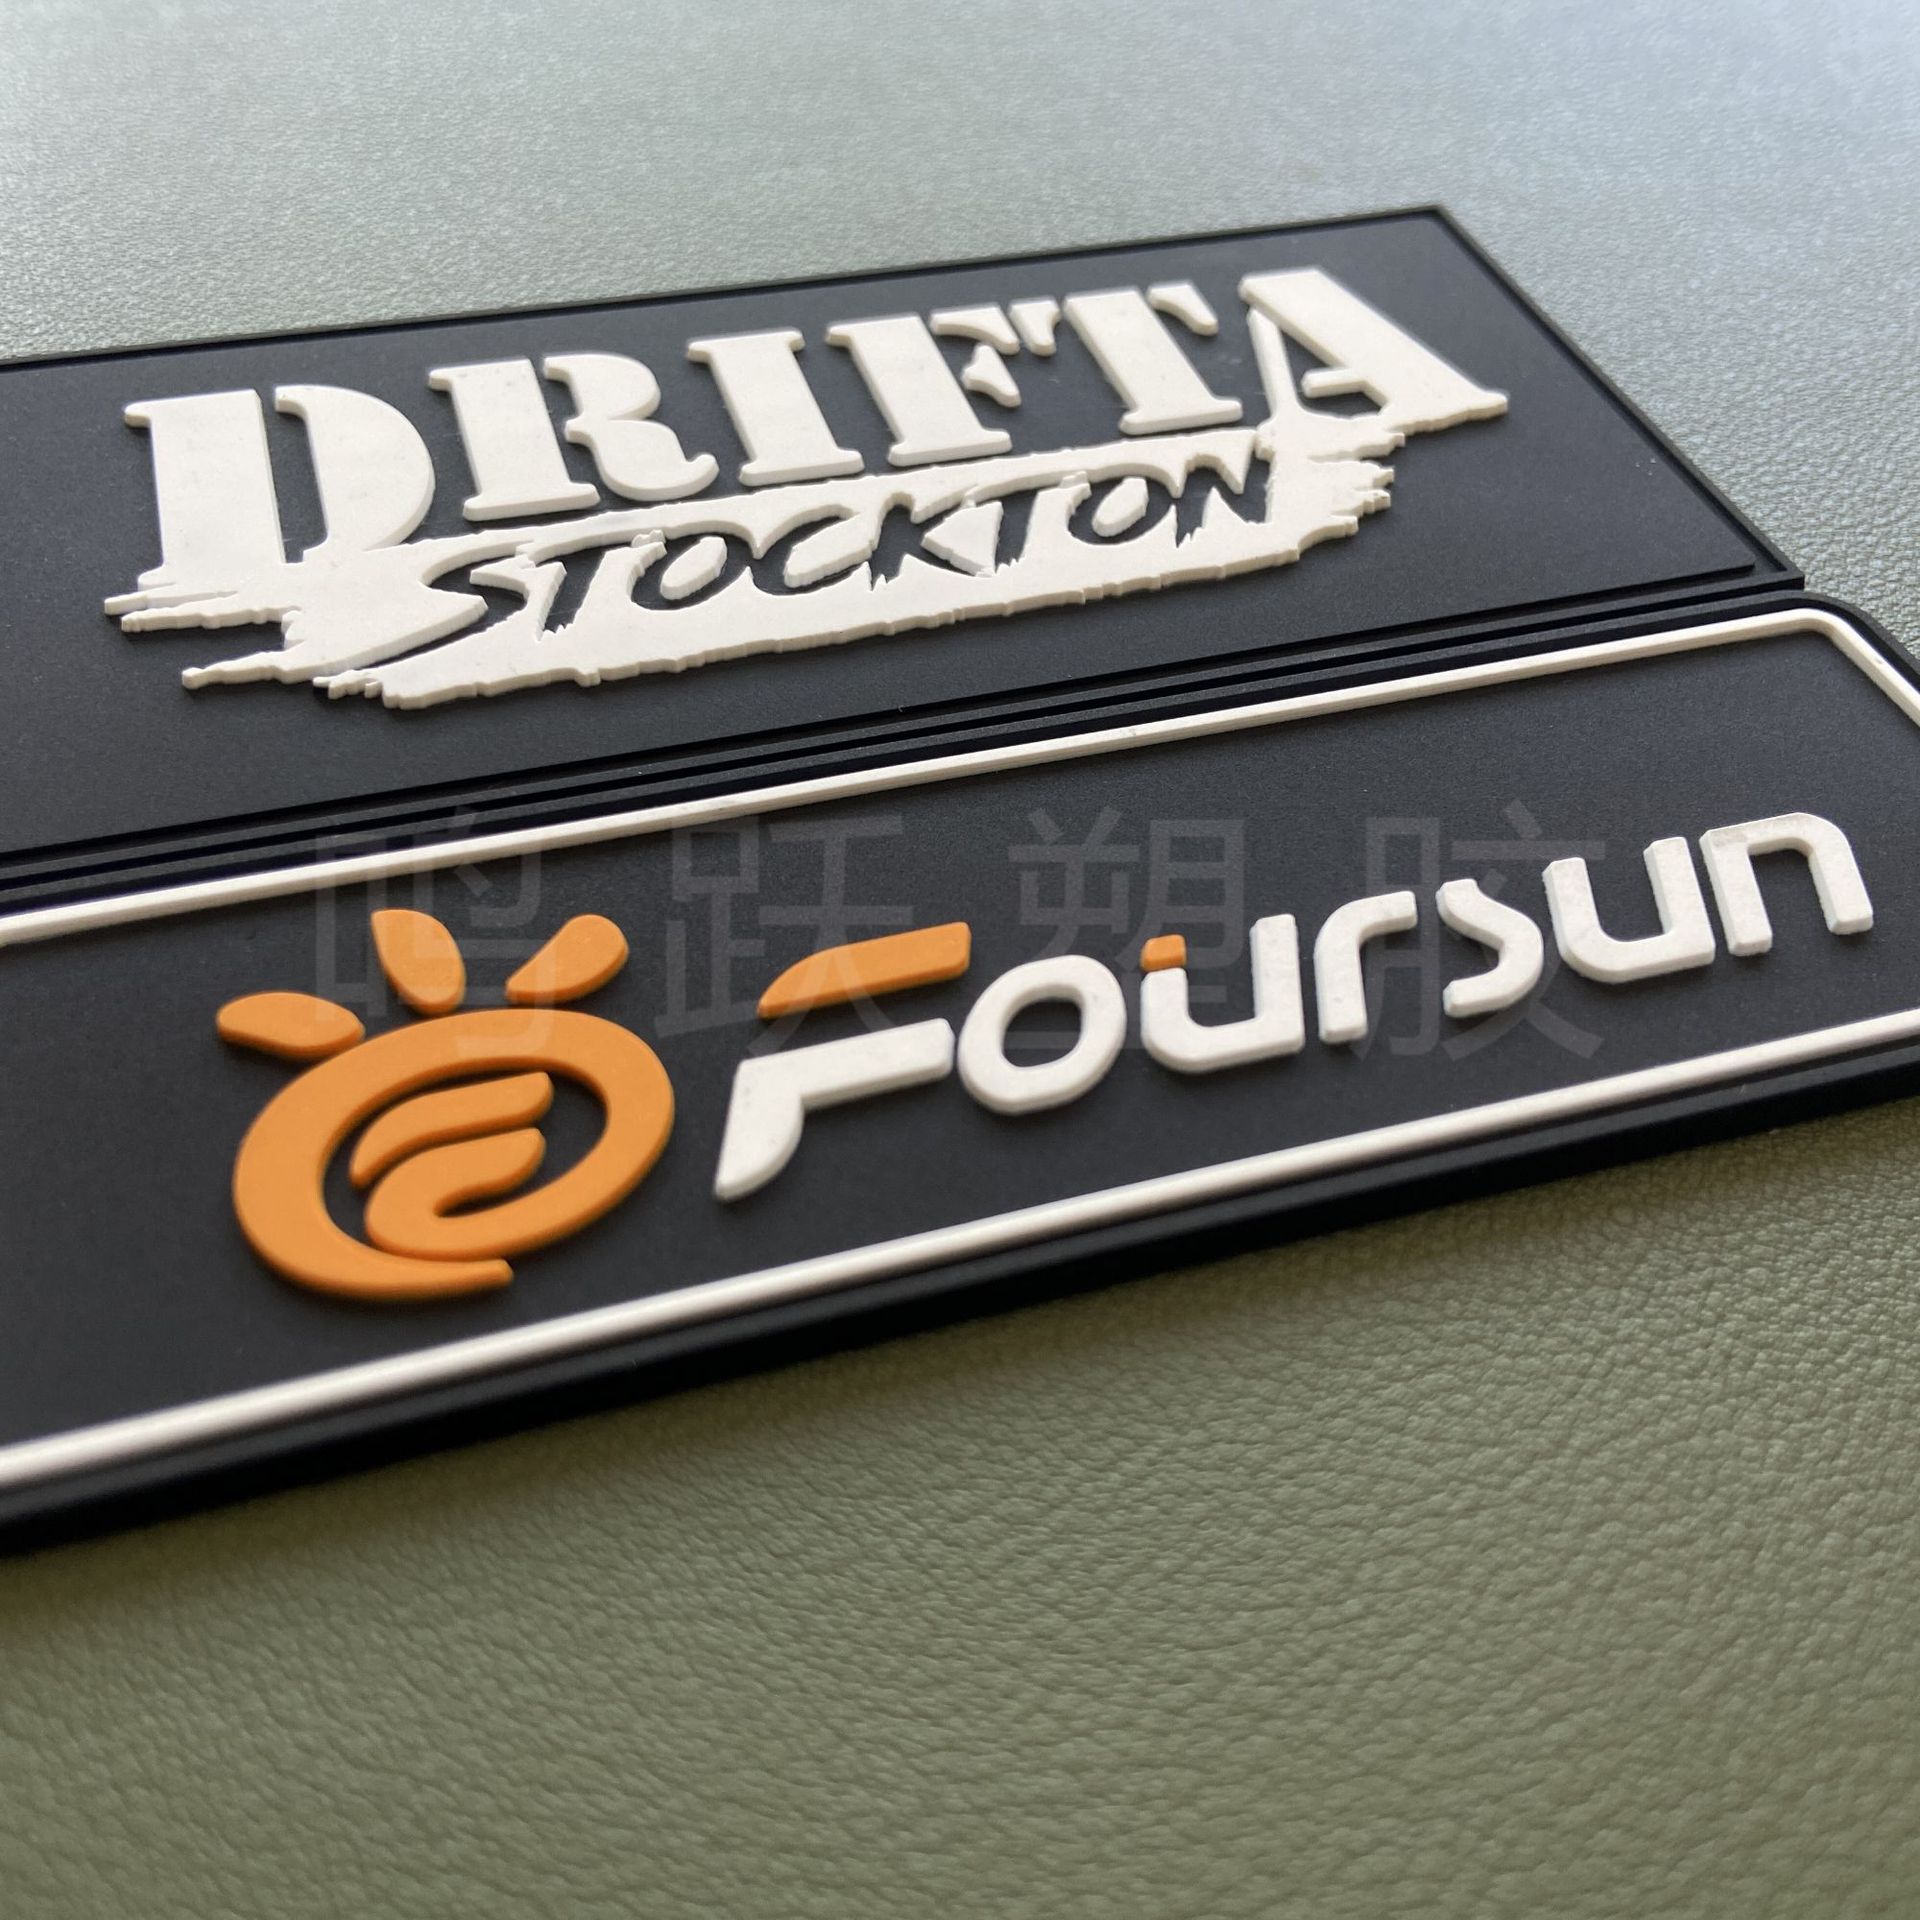 DRIFTA
STOCKTON
鸣跃塑胶
Foursun